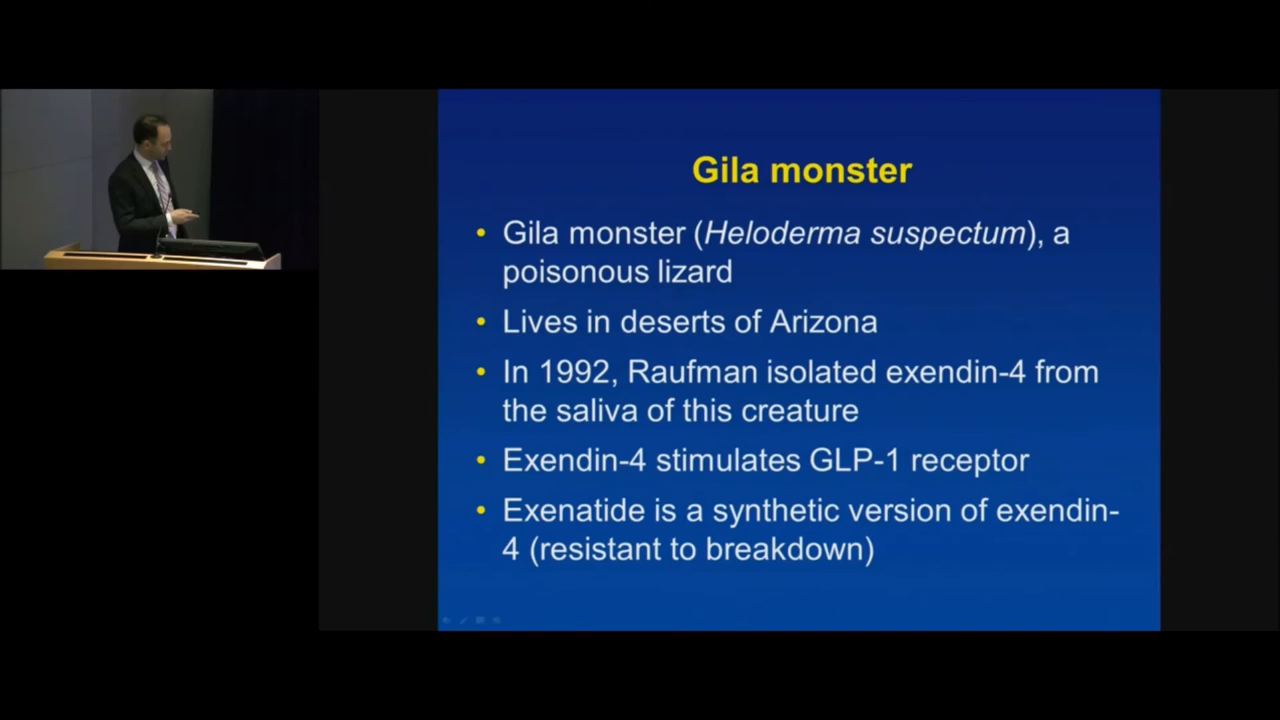 Gila monster
• Gila monster (Heloderma suspectum), a
poisonous lizard
• Lives in deserts of Arizona
• In 1992, Raufman isolated exendin-4 from
the saliva of this creature
• Exendin-4 stimulates GLP-1 receptor
• Exenatide is a synthetic version of exendin-
4 (resistant to breakdown)